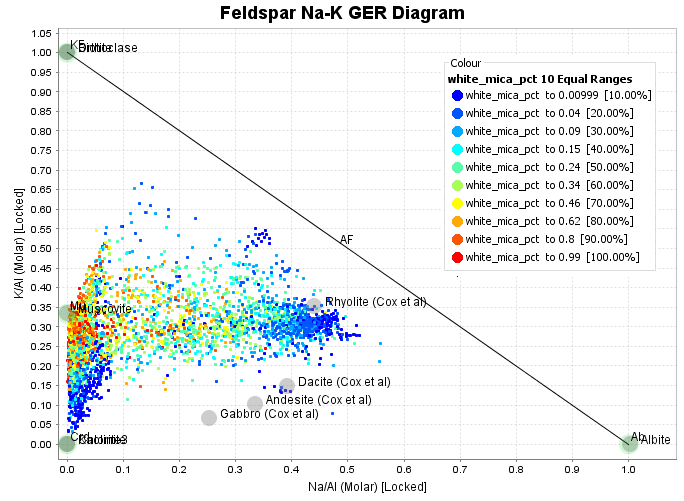 Feldspar Na-K GER Diagram
1.05
1.00
0.95
0.90
0.85
0.80
0.75
0.70
0.65
0.60
0.55
0.50
0.45
0.40
0.35
0.30
0.25
0.20
0.15
0.10
0.05
0.00
K/Al (Molar) [Locked]
Colour
white_mica_pct 10 Equal Ranges
white_mica_pct to 0.00999 [10.00%]
white_mica_pct to 0.04 [20.00%]
white_mica_pct to 0.09 [30.00%]
white_mica_pct to 0.15 [40.00%]
white_mica_pct to 0.24 [50.00%]
white_mica_pct to 0.34 [60.00%]
white_mica_pct to 0.46 [70.00%]
white_mica_pct to 0.62 [80.00%]
white_mica_pct to 0.8 [90.00%]
white_mica_pct to 0.99 [100.00%]
AF
Rhyolite (Cox et al)
Muscovite
Dacite (Cox et al)
Andesite (Cox et al)
Gabbro (Cox et al)
Ab
Albite
0.0
0.1
0.2
0.3
0.4
0.5
0.6
0.7
0.8
0.9
1.0
Na/Al (Molar) [Locked]